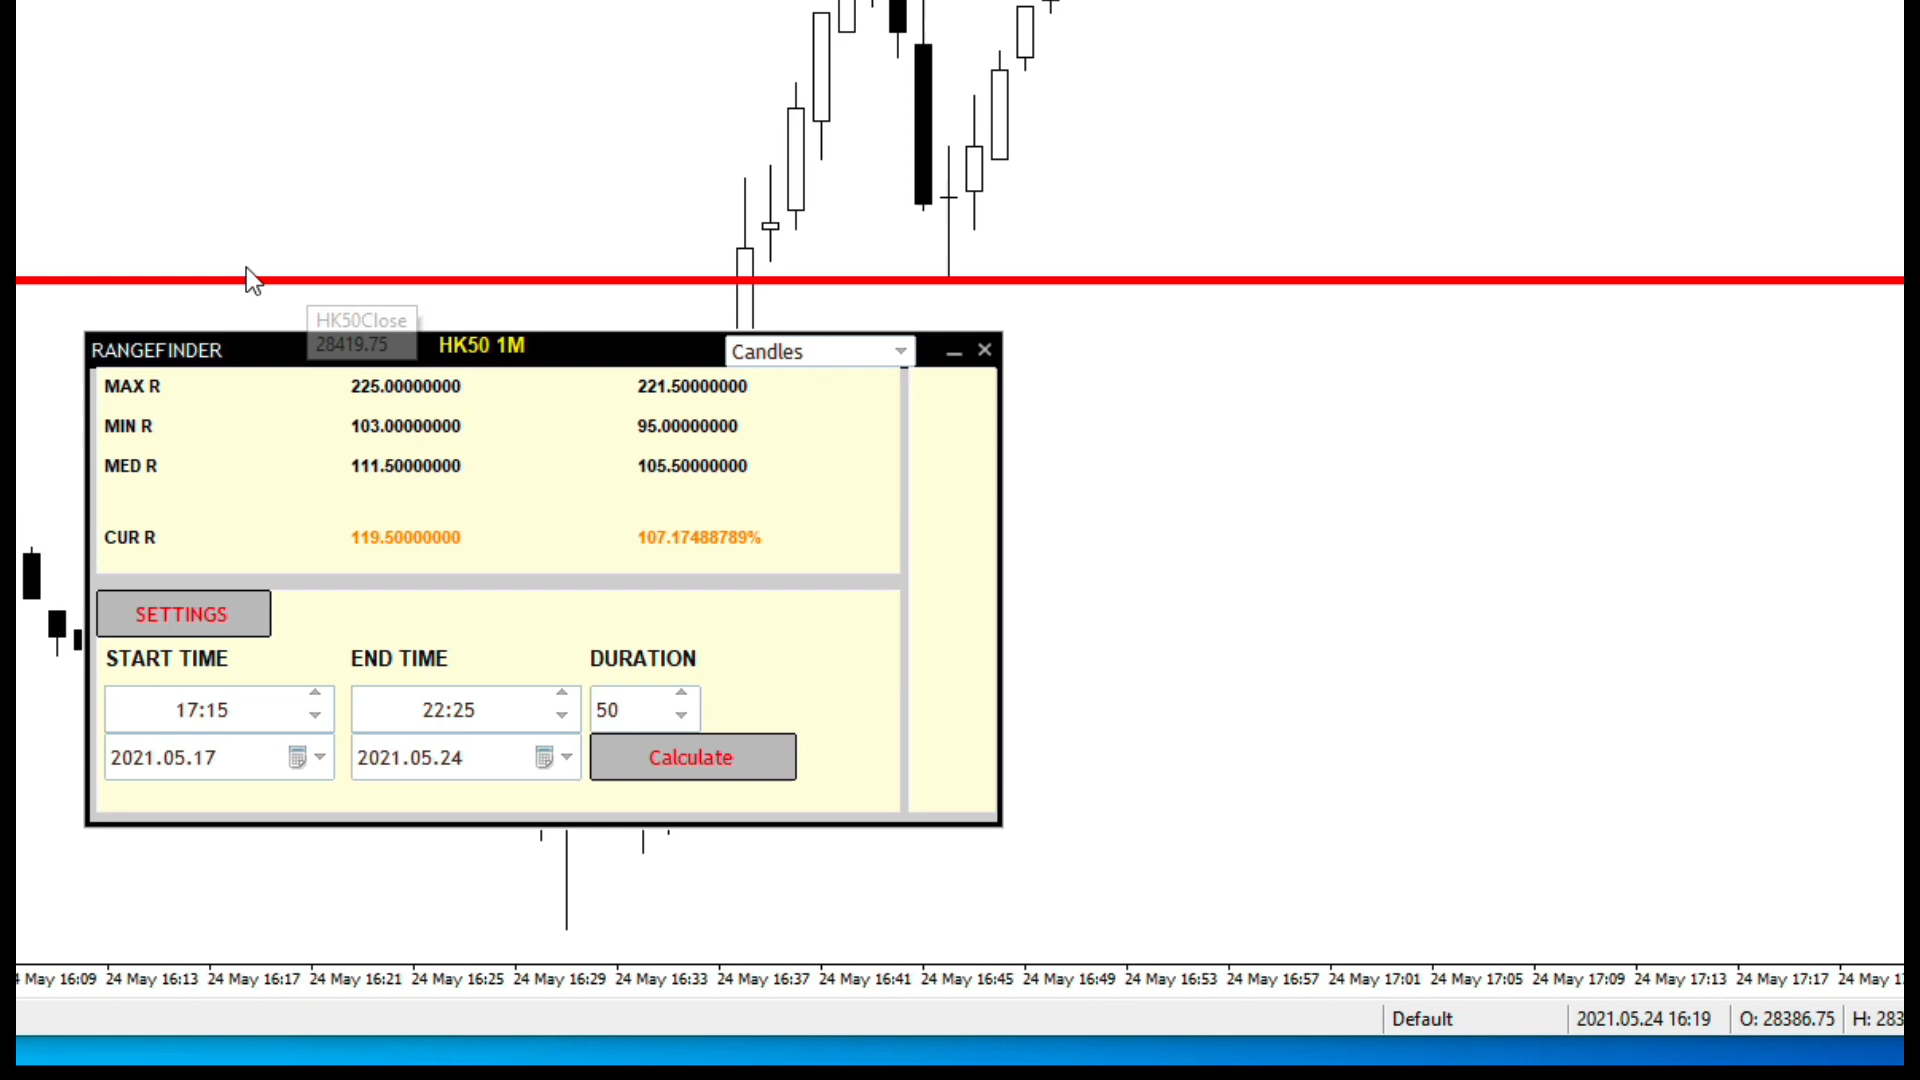 HK50Close
28419.75
RANGEFINDER
HK50 1M
Candles
MAX R 225.00000000 221.50000000
MIN R 103.00000000 95.00000000
MED R 111.50000000 105.50000000
CUR R 119.50000000 107.17488789%
SETTINGS
START TIME END TIME DURATION
17:15 22:25 50
2021.05.17 2021.05.24 Calculate
May 16:09 24 May 16:13 24 May 16:17 24 May 16:21 24 May 16:25 24 May 16:29 24 May 16:33 24 May 16:37 24 May 16:41 24 May 16:45 24 May 16:49 24 May 16:53 24 May 16:57 24 May 17:01 24 May 17:05 24 May 17:09 24 May 17:13 24 May 17:17 24 May 1
Default 2021.05.24 16:19 O: 28386.75 H: 283